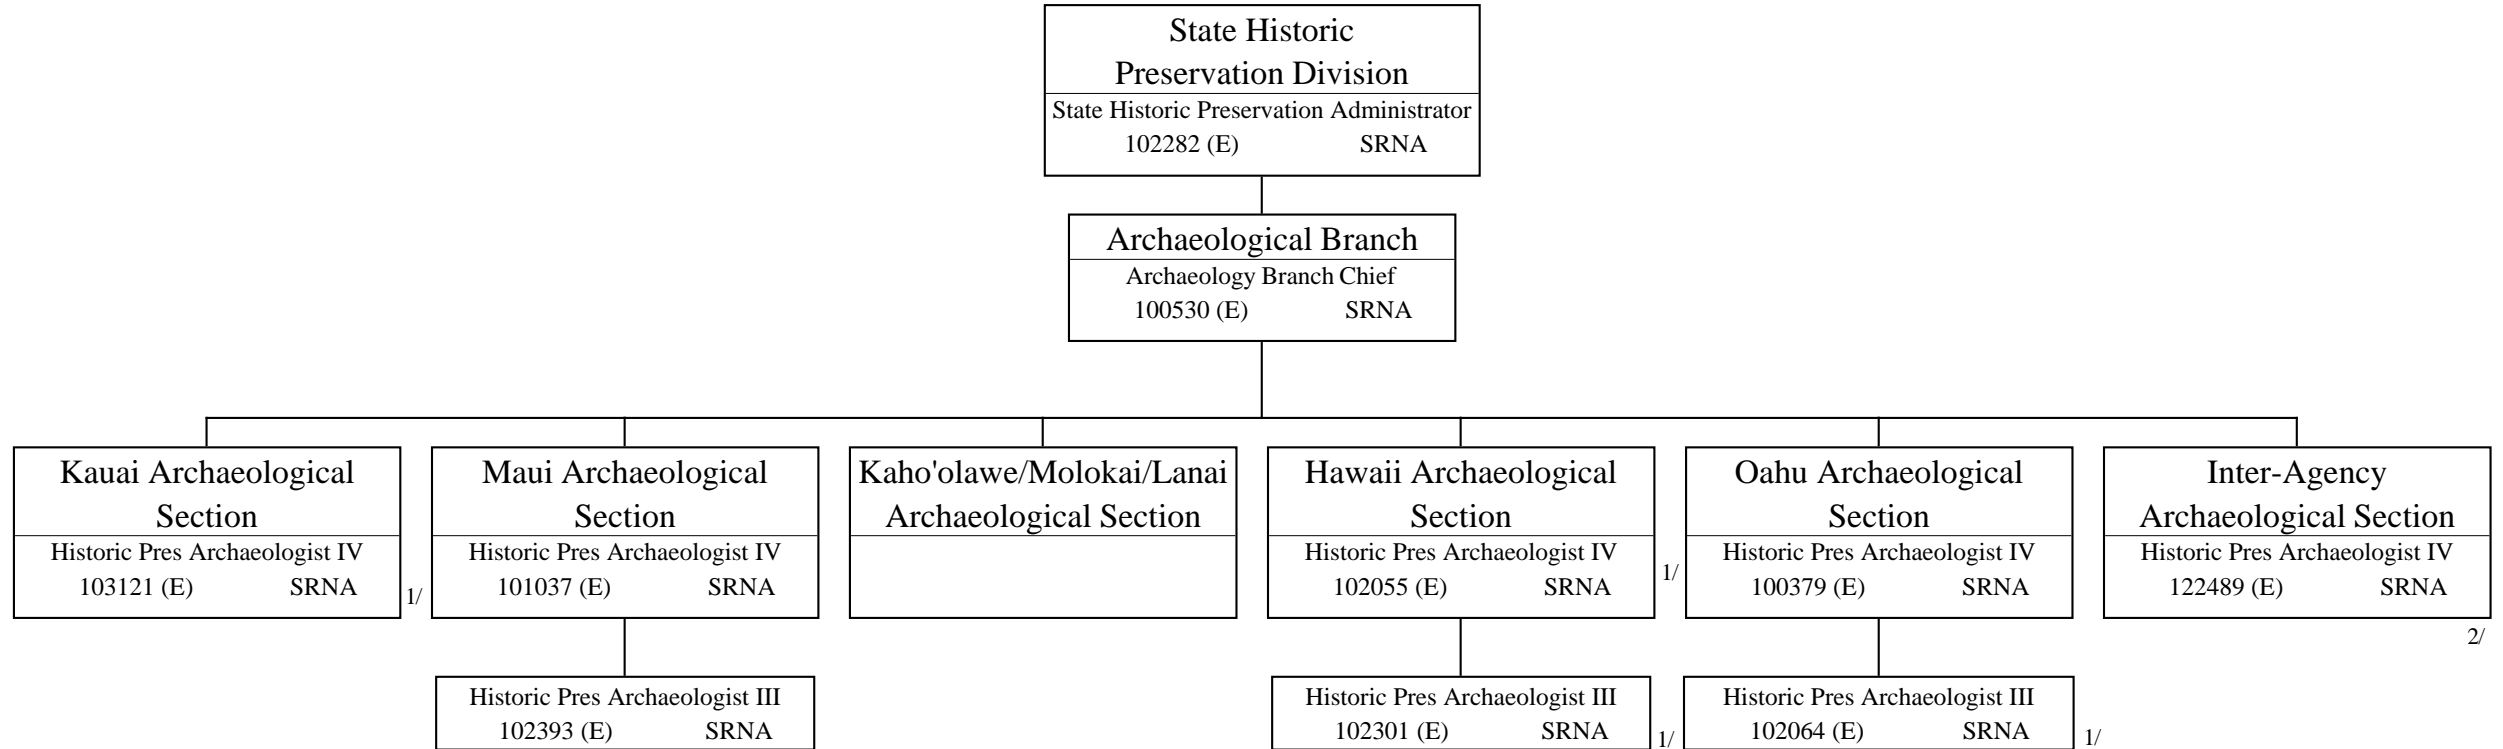 State Historic
Preservation Division
State Historic Preservation Administrator
102282 (E) SRNA
Archaeological Branch
Archaeology Branch Chief
100530 (E) SRNA
Kauai Archaeological
Section
Historic Pres Archaeologist IV
103121 (E) SRNA
1/
Maui Archaeological
Section
Historic Pres Archaeologist IV
101037 (E) SRNA
Historic Pres Archaeologist III
102393 (E) SRNA
Kaho'olawe/Molokai/Lanai
Archaeological Section
Hawaii Archaeological
Section
Historic Pres Archaeologist IV
102055 (E) SRNA
1/
Historic Pres Archaeologist III
102301 (E) SRNA
1/
Oahu Archaeological
Section
Historic Pres Archaeologist IV
100379 (E) SRNA
Historic Pres Archaeologist III
102064 (E) SRNA
1/
Inter-Agency
Archaeological Section
Historic Pres Archaeologist IV
122489 (E) SRNA
2/